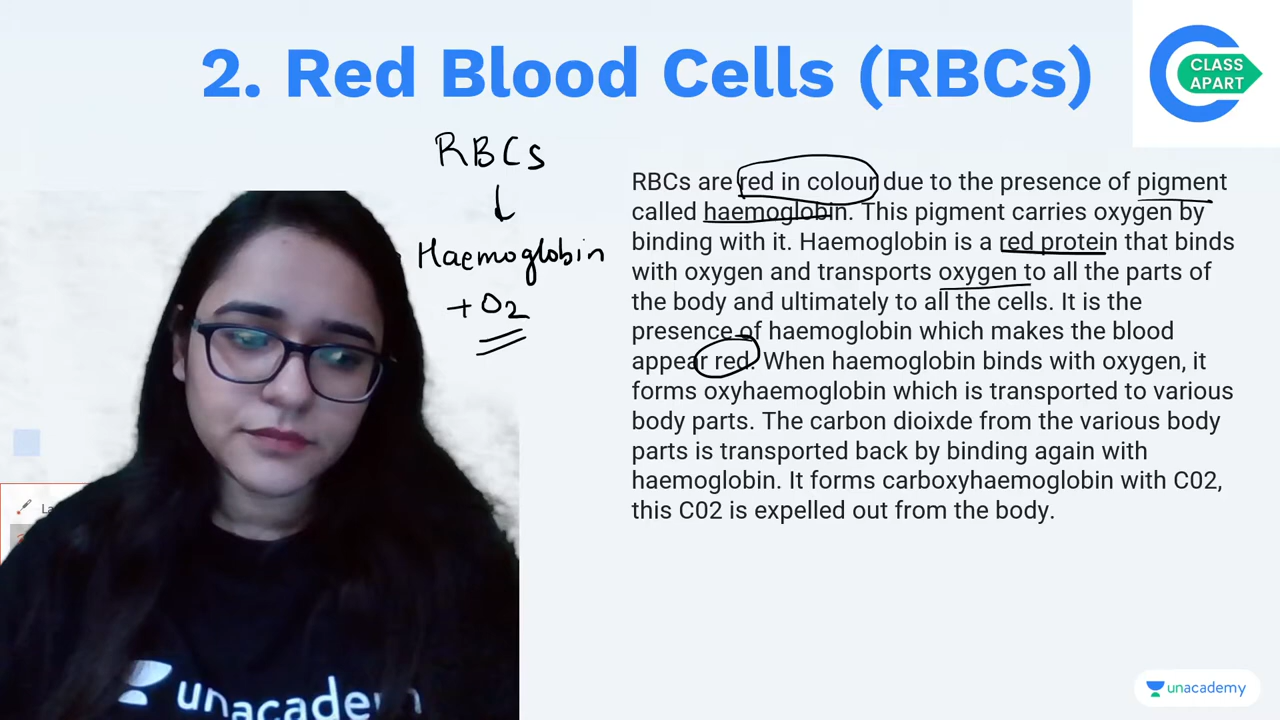 2. Red Blood Cells (RBCs)
CLASS
APART
RBCs
Haemoglobin
+ O2
RBCs are red in colour due to the presence of pigment
called haemoglobin. This pigment carries oxygen by
binding with it. Haemoglobin is a red protein that binds
with oxygen and transports oxygen to all the parts of
the body and ultimately to all the cells. It is the
presence of haemoglobin which makes the blood
appear red. When haemoglobin binds with oxygen, it
forms oxyhaemoglobin which is transported to various
body parts. The carbon dioixde from the various body
parts is transported back by binding again with
haemoglobin. It forms carboxyhaemoglobin with C02,
this C02 is expelled out from the body.
La
unacademy
unacademy